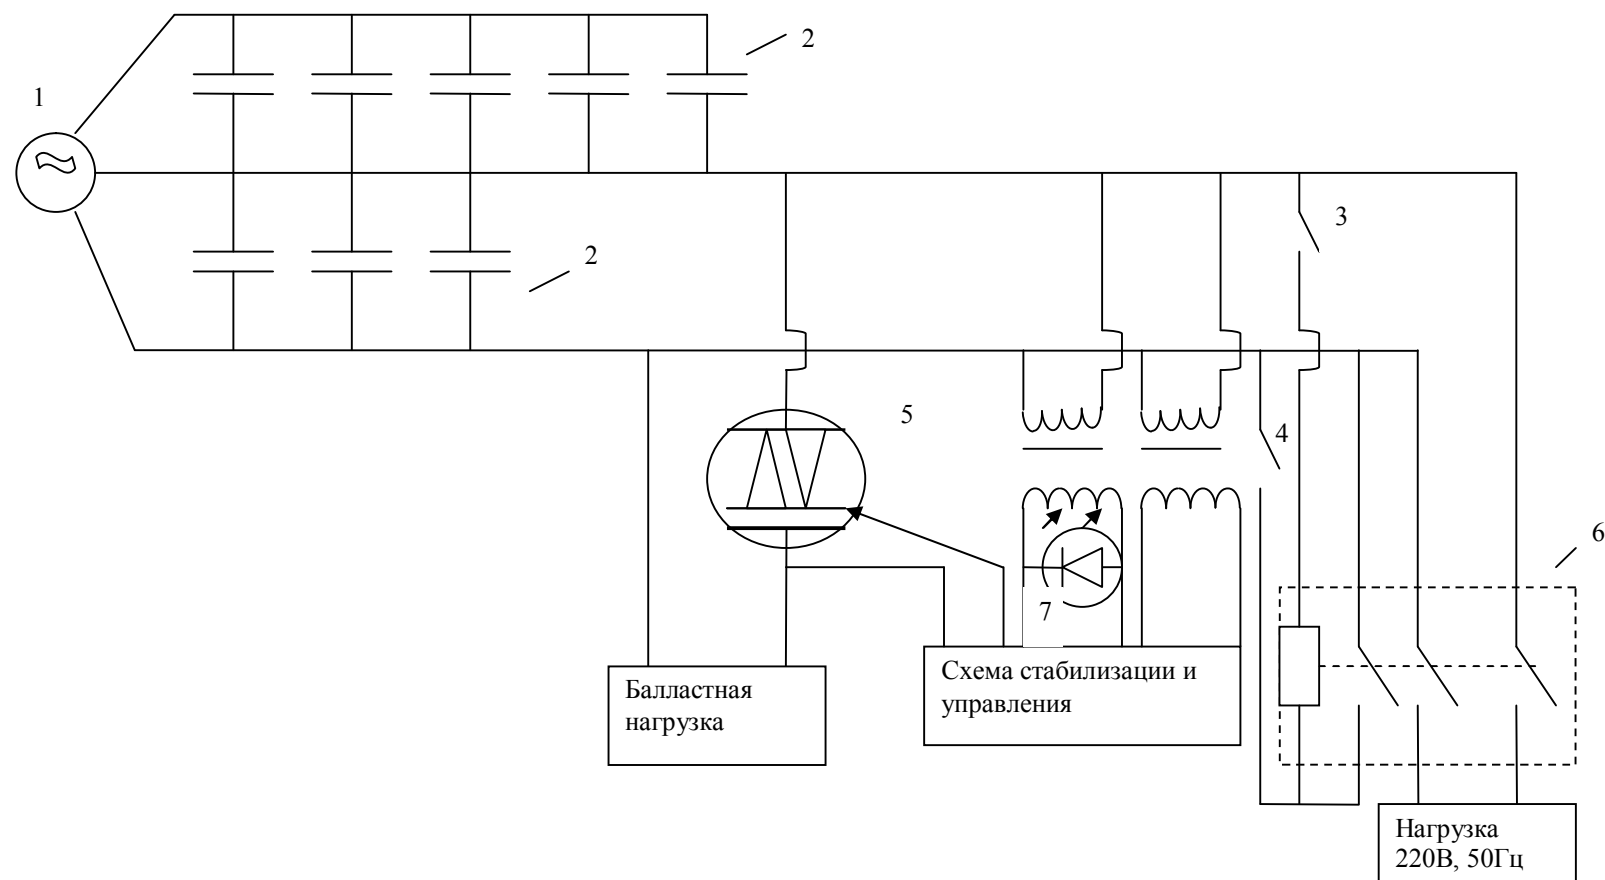 1
2
2
3
4
5
6
7
Балластная
нагрузка
Схема стабилизации и
управления
Нагрузка
220В, 50Гц